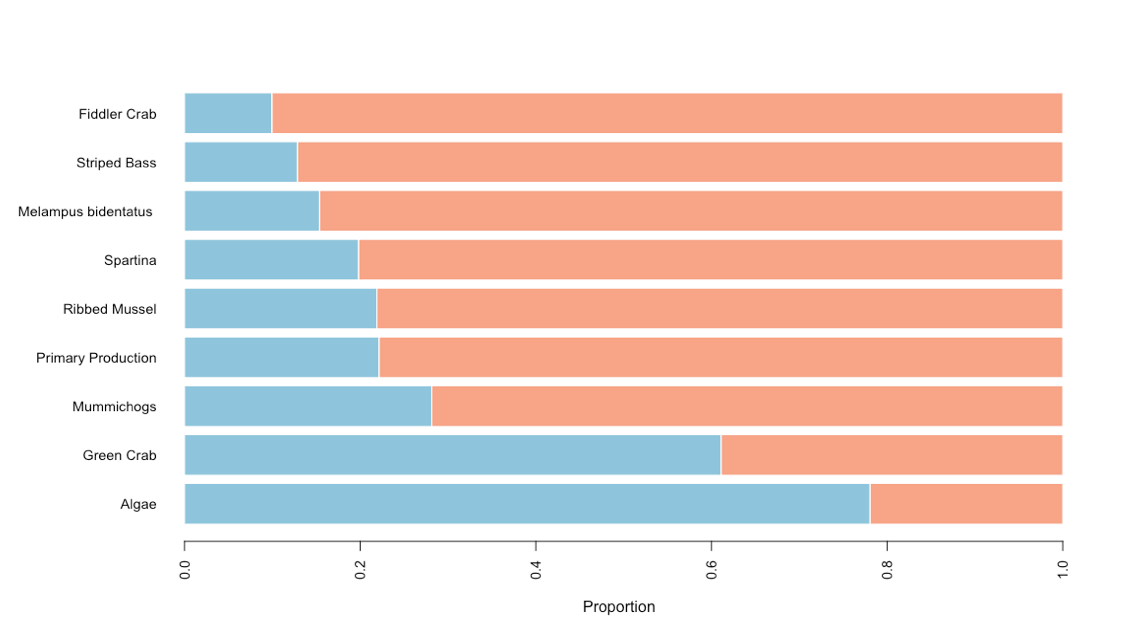 Fiddler Crab
Striped Bass
Melampus bidentatus
Spartina
Ribbed Mussel
Primary Production
Mummichogs
Green Crab
Algae
0.0 0.2 0.4 0.6 0.8 1.0
Proportion